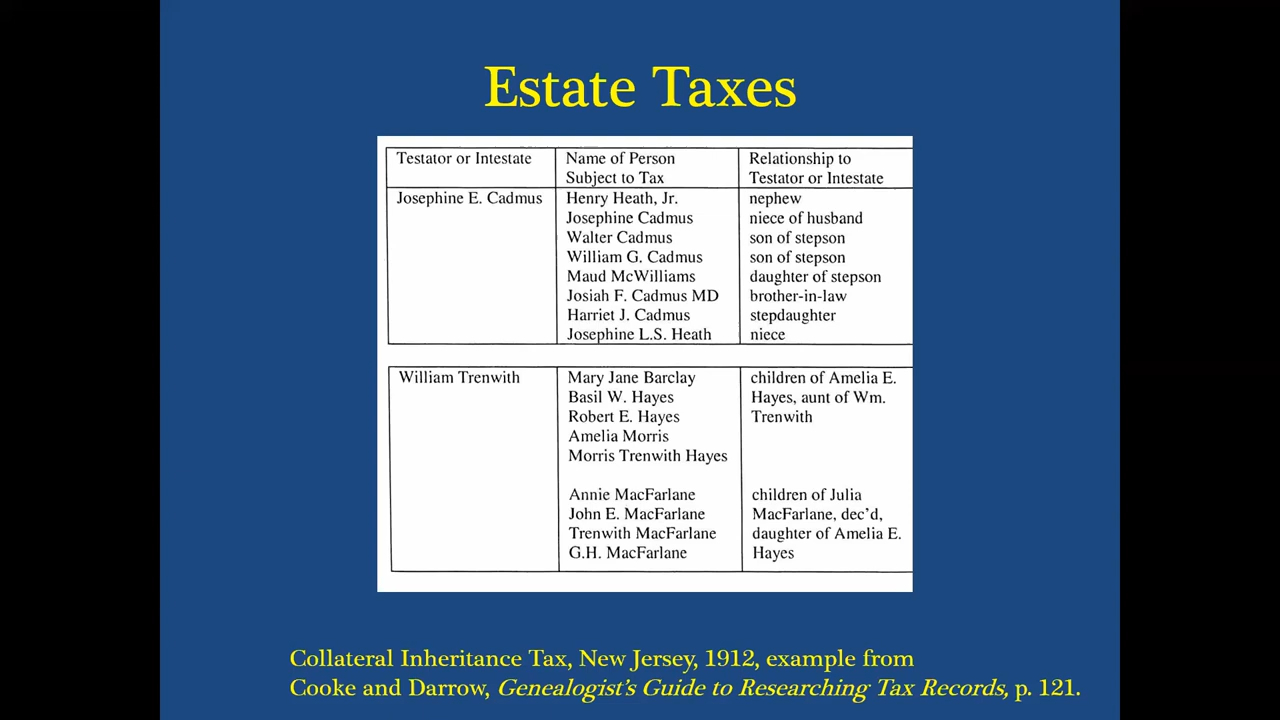 Estate Taxes
Testator or Intestate Name of Person Relationship to
Subject to Tax Testator or Intestate
Josephine E. Cadmus Henry Heath, Jr. nephew
Josephine Cadmus niece of husband
Walter Cadmus son of stepson
William G. Cadmus son of stepson
Maud McWilliams daughter of stepson
Josiah F. Cadmus MD brother-in-law
Harriet J. Cadmus stepdaughter
Josephine L.S. Heath niece
William Trenwith Mary Jane Barclay children of Amelia E.
Basil W. Hayes Hayes, aunt of Wm.
Robert E. Hayes Trenwith
Amelia Morris
Morris Trenwith Hayes
Annie MacFarlane children of Julia
John E. MacFarlane MacFarlane, dec'd,
Trenwith MacFarlane daughter of Amelia E.
G.H. MacFarlane Hayes
Collateral Inheritance Tax, New Jersey, 1912, example from
Cooke and Darrow, Genealogist's Guide to Researching Tax Records, p. 121.